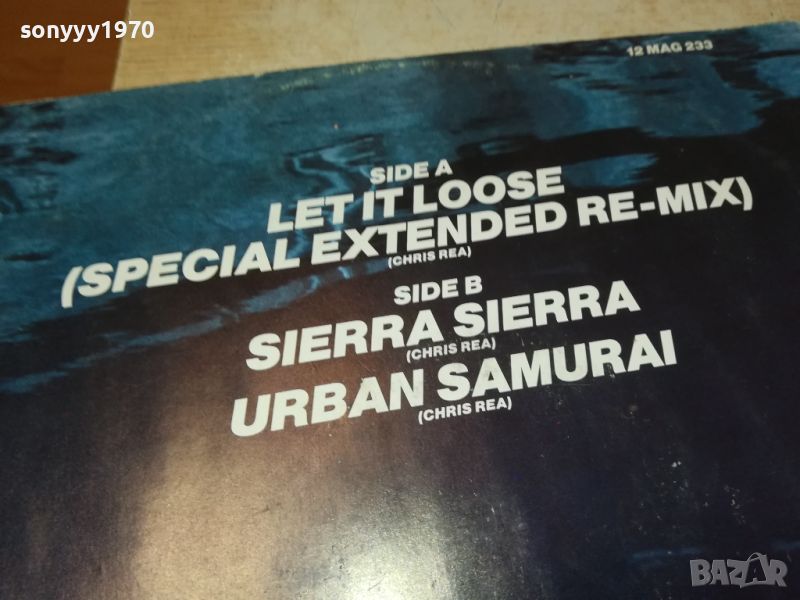 sonyyy1970
12 MAG 233
SIDE A
LET IT LOOSE
(SPECIAL EXTENDED RE-MIX)
(CHRIS REA)
SIDE B
SIERRA SIERRA
(CHRIS REA)
URBAN SAMURAI
(CHRIS REA)
BAZAR